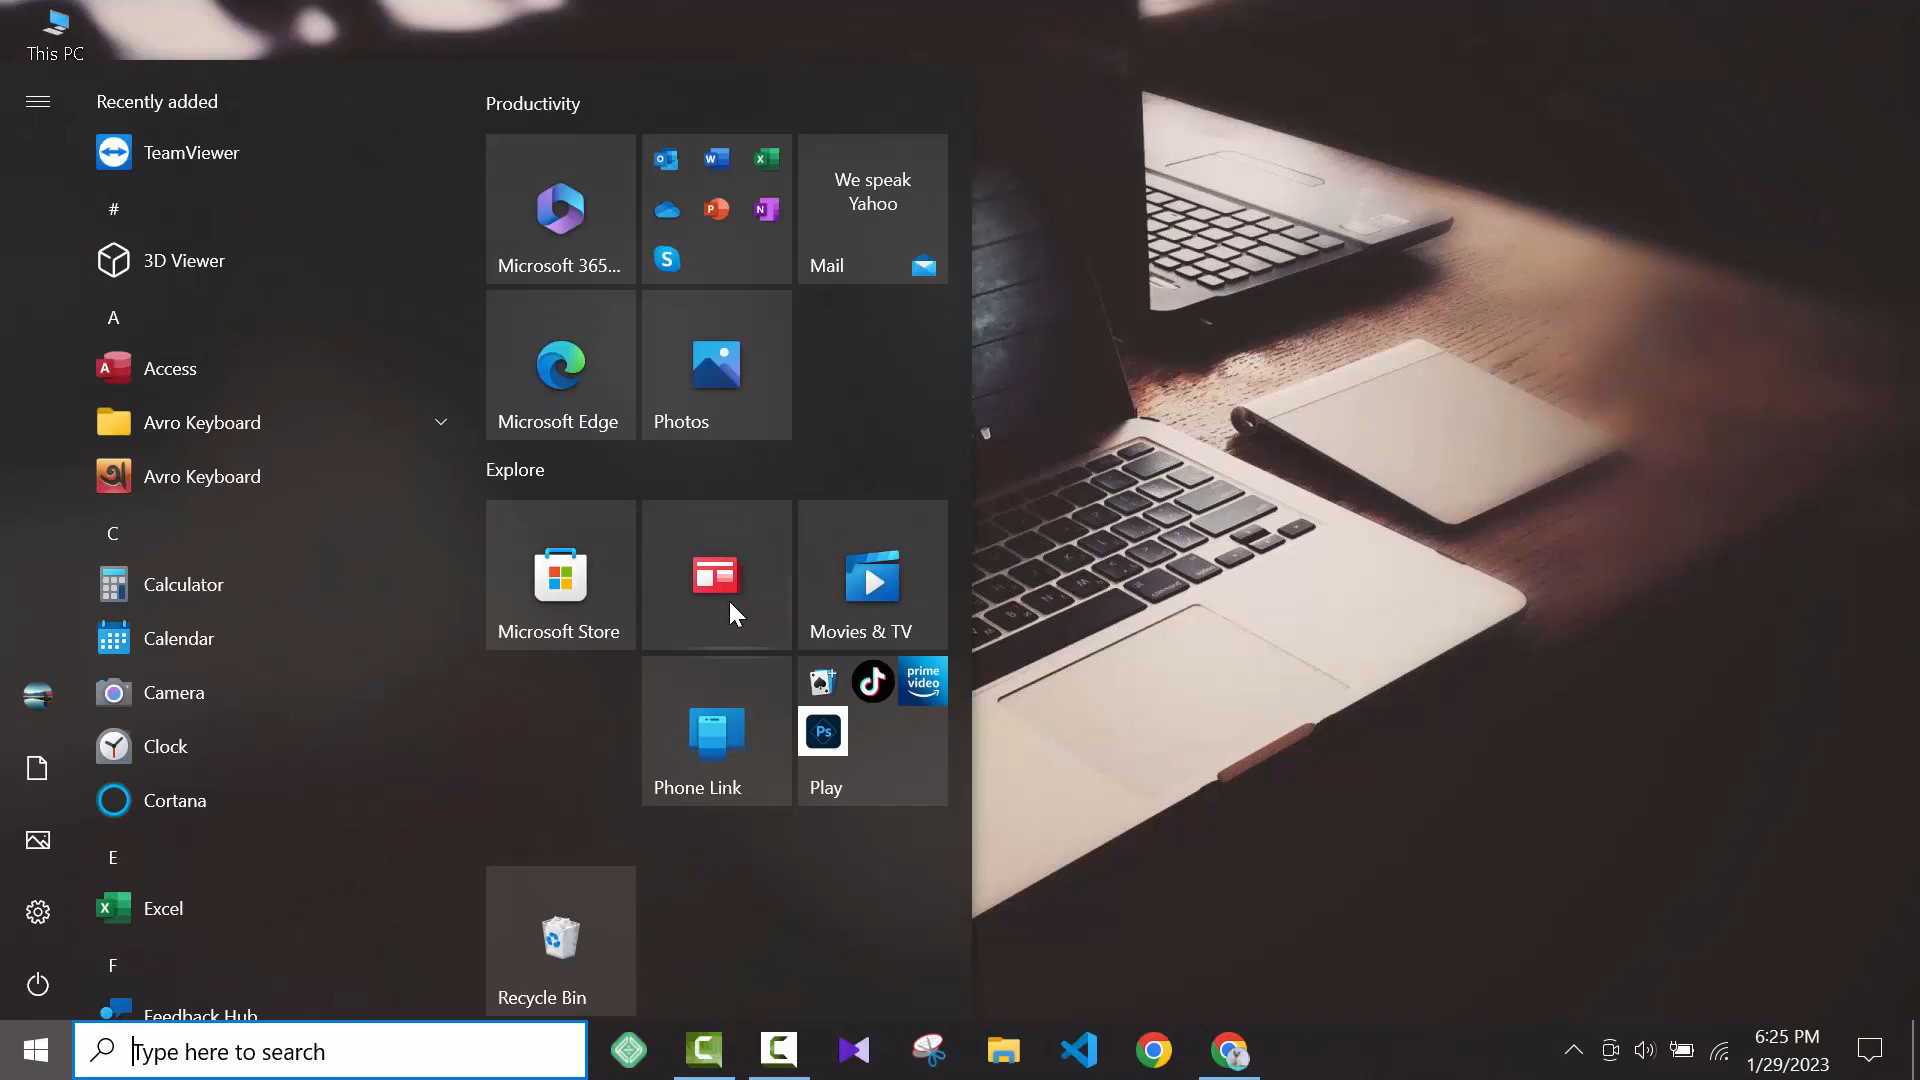 This PC
Recently added
TeamViewer
#
3D Viewer
A
Access
Avro Keyboard
Avro Keyboard
C
Calculator
Calendar
Camera
Clock
Cortana
E
Excel
F
Feedback Hub
Productivity
Microsoft 365...
We speak
Yahoo
Mail
Microsoft Edge
Photos
Explore
Microsoft Store
Movies & TV
Phone Link
prime
video
Ps
Play
Recycle Bin
Type here to search
6:25 PM
1/29/2023